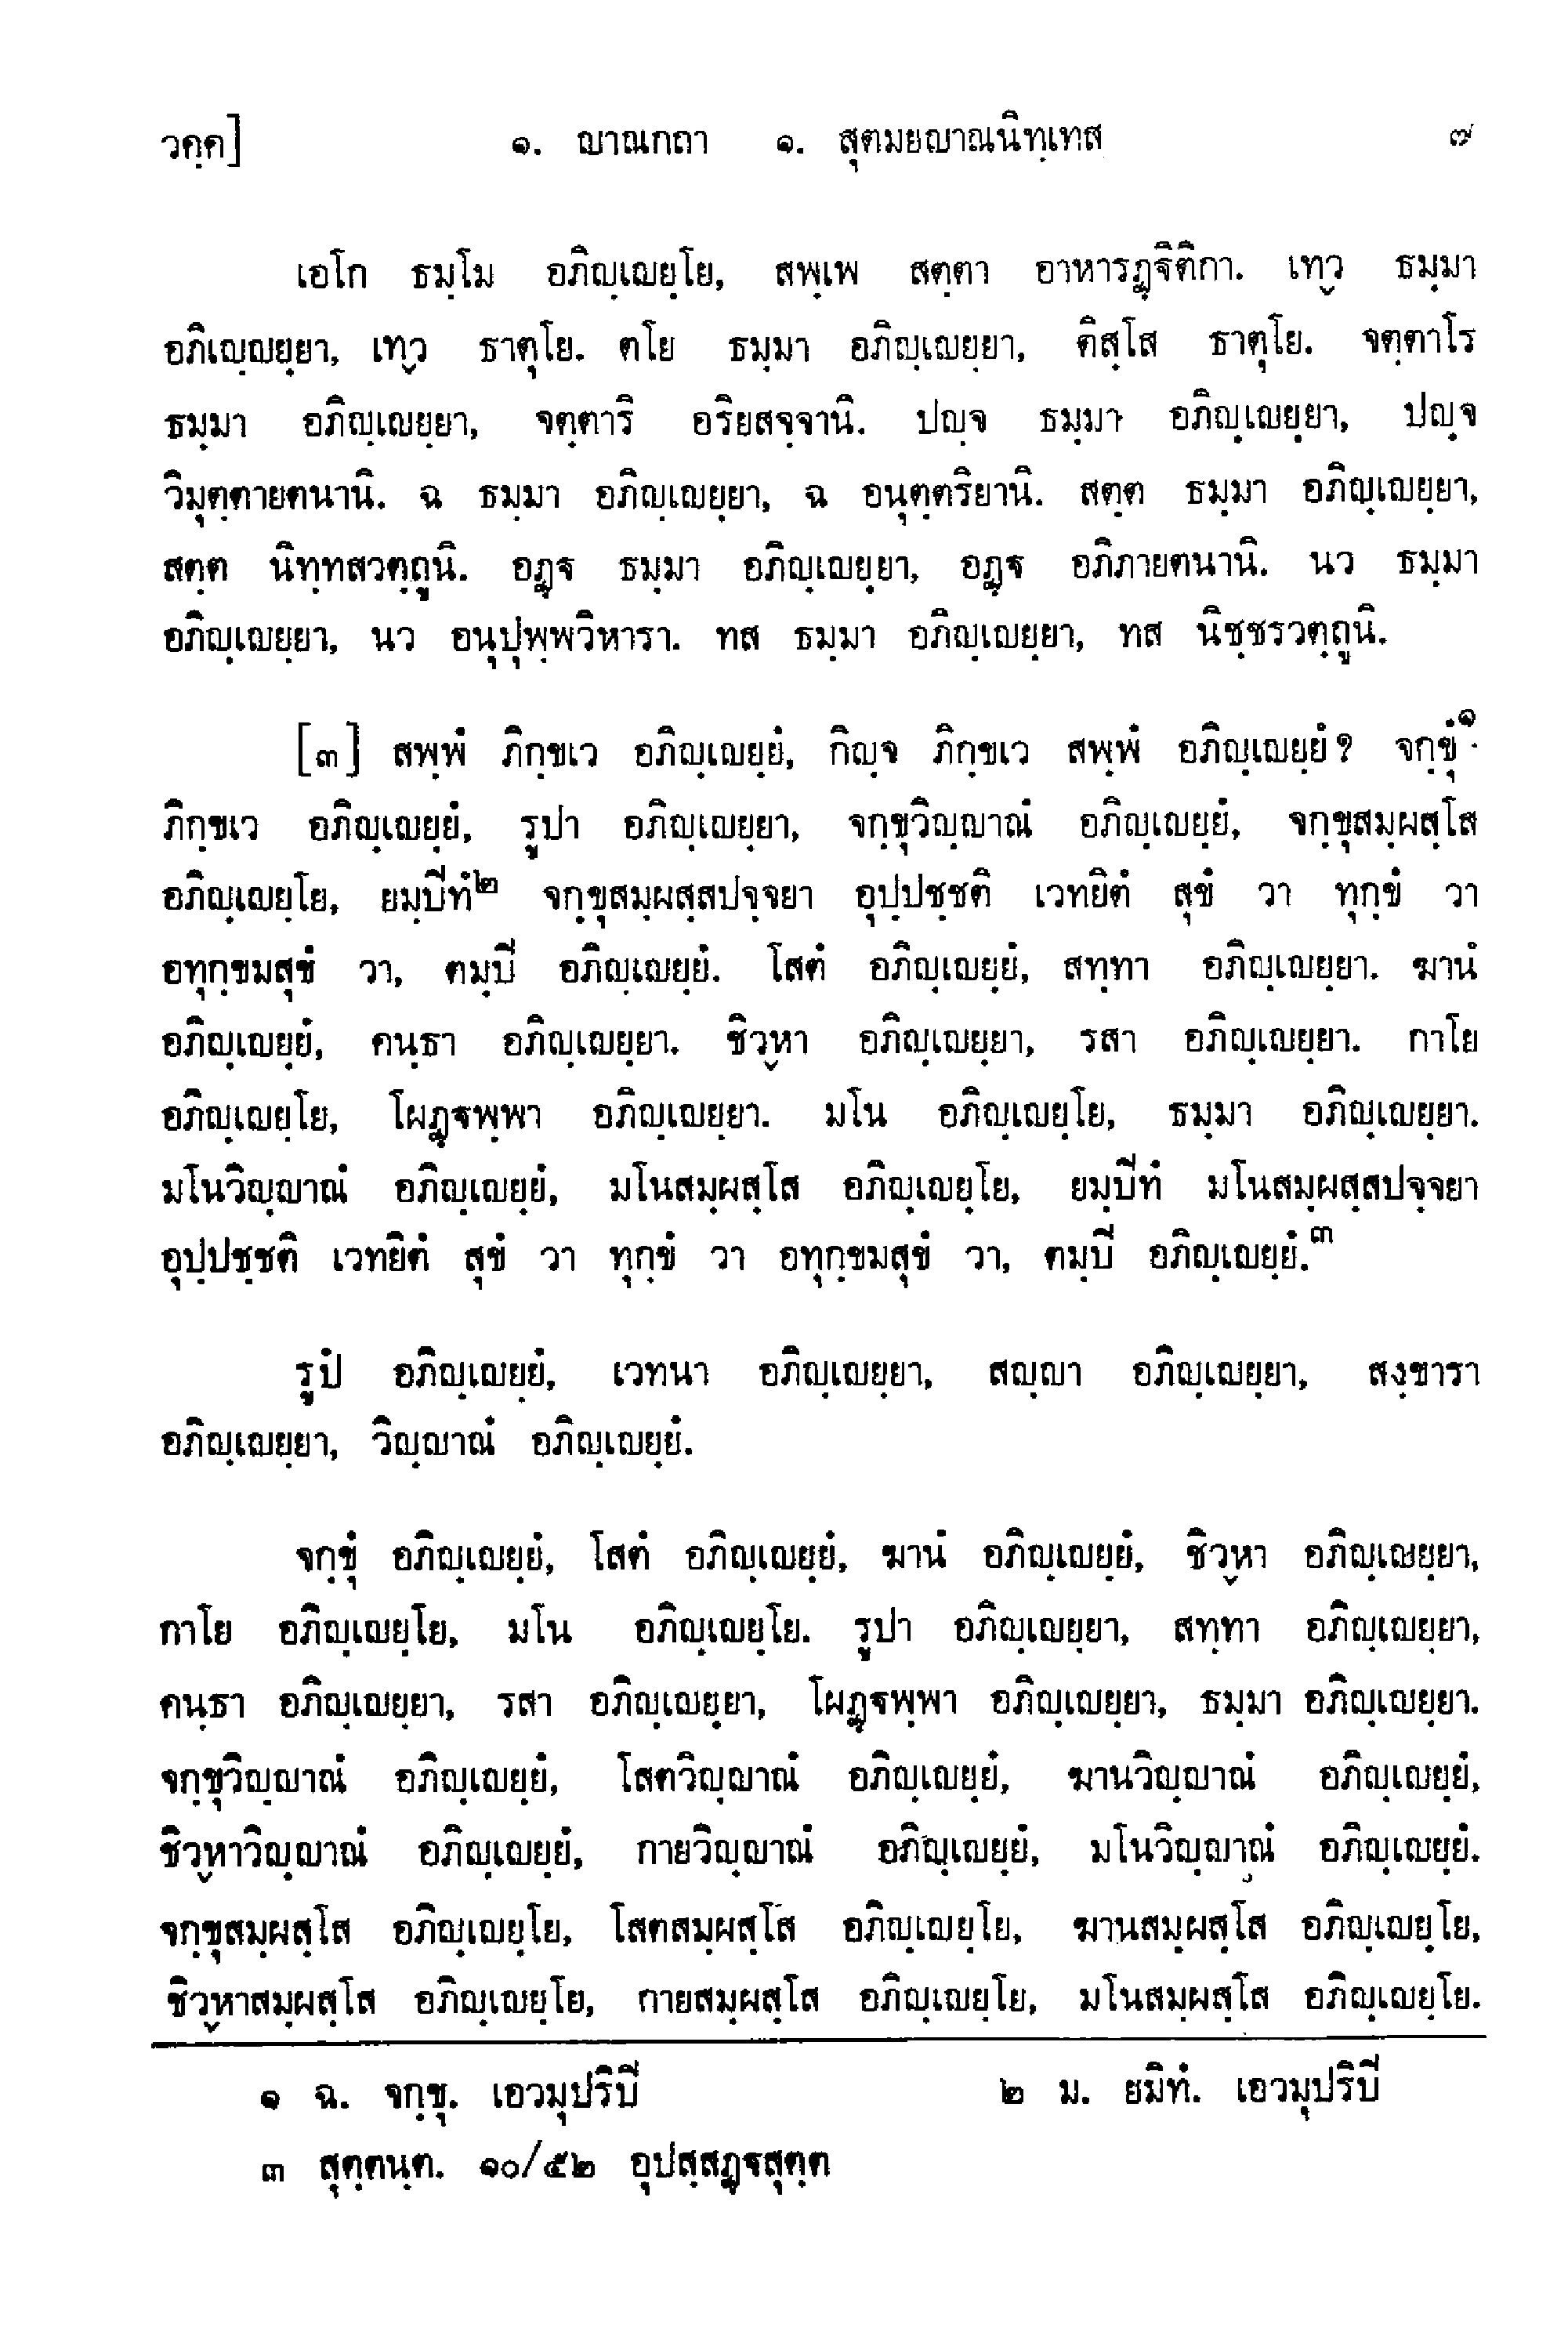 วคฺค]	๑. ญาณกถา ๑. สุตมยญาณนิทฺเทส	๗
เอโก ธมฺโม อภิญฺเญยฺโย, สพฺเพ สตฺตา อาหารฏฺฐิติกา. เทฺว ธมฺมา
อภิเญฺญยฺยา, เทฺว ธาตุโย. ตโย ธมฺมา อภิญฺเญยฺยา, ติสฺโส ธาตุโย. จตฺตาโร
ธมฺมา อภิญฺเญยฺยา, จตฺตาริ อริยสจฺจานิ. ปญฺจ ธมฺมา อภิญฺเญยฺยา, ปญฺจ
วิมุตฺตายตนานิ. ฉ ธมฺมา อภิญฺเญยฺยา, ฉ อนุตฺตริยานิ. สตฺต ธมฺมา อภิญฺเญยฺยา,
สตฺต นิทฺทสวตฺถูนิ. อฏฺฐ ธมฺมา อภิญฺเญยฺยา, อฏฺฐ อภิภายตนานิ. นว ธมฺมา
อภิญฺเญยฺยา, นว อนุปุพฺพวิหารา. ทส ธมฺมา อภิญฺเญยฺยา, ทส นิชฺชรวตฺถูนิ.
[๓] สพฺพํ ภิกฺขเว อภิญฺเญยฺยํ, กิญฺจ ภิกฺขเว สพฺพํ อภิญฺเญยฺยํ? จกฺขุํ๑
ภิกฺขเว อภิญฺเญยฺยํ, รูปา อภิญฺเญยฺยา, จกฺขุวิญฺญาณํ อภิญฺเญยฺยํ, จกฺขุสมฺผสฺโส
อภิญฺเญยฺโย, ยมฺปีทํ๒ จกฺขุสมฺผสฺสปจฺจยา อุปฺปชฺชติ เวทยิตํ สุขํ วา ทุกฺขํ วา
อทุกฺขมสุขํ วา, ตมฺปี อภิญฺเญยฺยํ. โสตํ อภิญฺเญยฺยํ, สทฺทา อภิญฺเญยฺยา. ฆานํ
อภิญฺเญยฺยํ, คนฺธา อภิญฺเญยฺยา. ชิวฺหา อภิญฺเญยฺยา, รสา อภิญฺเญยฺยา. กาโย
อภิญฺเญยฺโย, โผฏฺฐพฺพา อภิญฺเญยฺยา. มโน อภิญฺเญยฺโย, ธมฺมา อภิญฺเญยฺยา.
มโนวิญฺญาณํ อภิญฺเญยฺยํ, มโนสมฺผสฺโส อภิญฺเญยฺโย, ยมฺปีทํ มโนสมฺผสฺสปจฺจยา
อุปฺปชฺชติ เวทยิตํ สุขํ วา ทุกฺขํ วา อทุกฺขมสุขํ วา, ตมฺปี อภิญฺเญยฺยํ.๓
รูปํ อภิญฺเญยฺยํ, เวทนา อภิญฺเญยฺยา, สญฺญา อภิญฺเญยฺยา, สงฺขารา
อภิญฺเญยฺยา, วิญฺญาณํ อภิญฺเญยฺยํ.
จกฺขุํ อภิญฺเญยฺยํ, โสตํ อภิญฺเญยฺยํ, ฆานํ อภิญฺเญยฺยํ, ชิวฺหา อภิญฺเญยฺยา,
กาโย อภิญฺเญยฺโย, มโน อภิญฺเญยฺโย. รูปา อภิญฺเญยฺยา, สทฺทา อภิญฺเญยฺยา,
คนฺธา อภิญฺเญยฺยา, รสา อภิญฺเญยฺยา, โผฏฺฐพฺพา อภิญฺเญยฺยา, ธมฺมา อภิญฺเญยฺยา.
จกฺขุวิญฺญาณํ อภิญฺเญยฺยํ, โสตวิญฺญาณํ อภิญฺเญยฺยํ, ฆานวิญฺญาณํ อภิญฺเญยฺยํ,
ชิวฺหาวิญฺญาณํ อภิญฺเญยฺยํ, กายวิญฺญาณํ อภิญฺเญยฺยํ, มโนวิญฺญาณํ อภิญฺเญยฺยํ.
จกฺขุสมฺผสฺโส อภิญฺเญยฺโย, โสตสมฺผสฺโส อภิญฺเญยฺโย, ฆานสมฺผสฺโส อภิญฺเญยฺโย,
ชิวฺหาสมฺผสฺโส อภิญฺเญยฺโย, กายสมฺผสฺโส อภิญฺเญยฺโย, มโนสมฺผสฺโส อภิญฺเญยฺโย.
๑ ฉ. จกฺขุ. เอวมุปริปี	๒ ม. ยมิทํ. เอวมุปริปี
๓ สุตฺตนฺต. ๑๐/๕๒ อุปสฺสฏฺฐสุตฺต